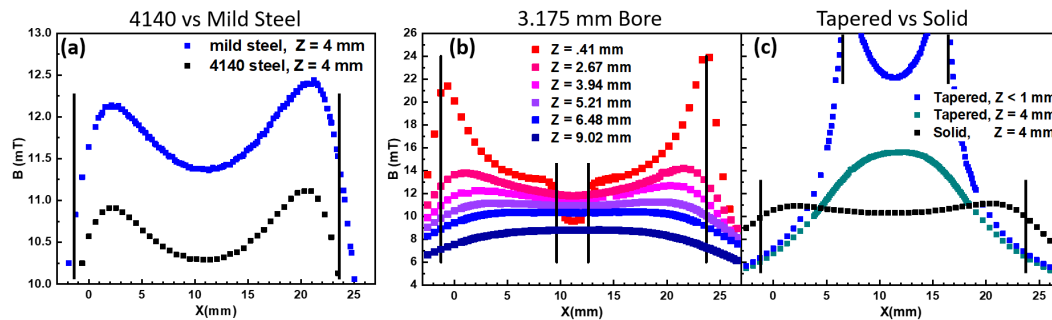 4140 vs Mild Steel
(a)
mild steel, Z = 4 mm
4140 steel, Z = 4 mm
B (mT)
13.0
12.5
12.0
11.5
11.0
10.5
10.0
0 5 10 15 20 25
X(mm)
3.175 mm Bore
(b)
Z = .41 mm
Z = 2.67 mm
Z = 3.94 mm
Z = 5.21 mm
Z = 6.48 mm
Z = 9.02 mm
B (mT)
26
24
22
20
18
16
14
12
10
8
6
4
0 5 10 15 20 25
X(mm)
Tapered vs Solid
(c)
Tapered, Z < 1 mm
Tapered, Z = 4 mm
Solid, Z = 4 mm
0 5 10 15 20 25
X(mm)